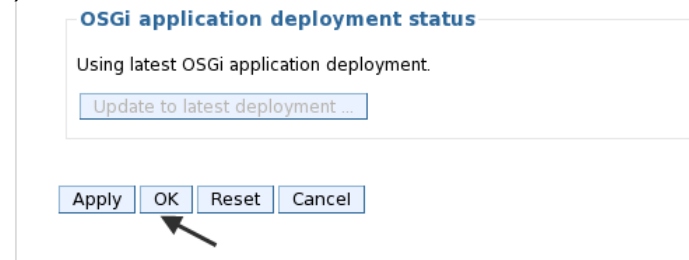 OSGi application deployment status
Using latest OSGi application deployment.
Update to latest deployment ...
Apply OK Reset Cancel